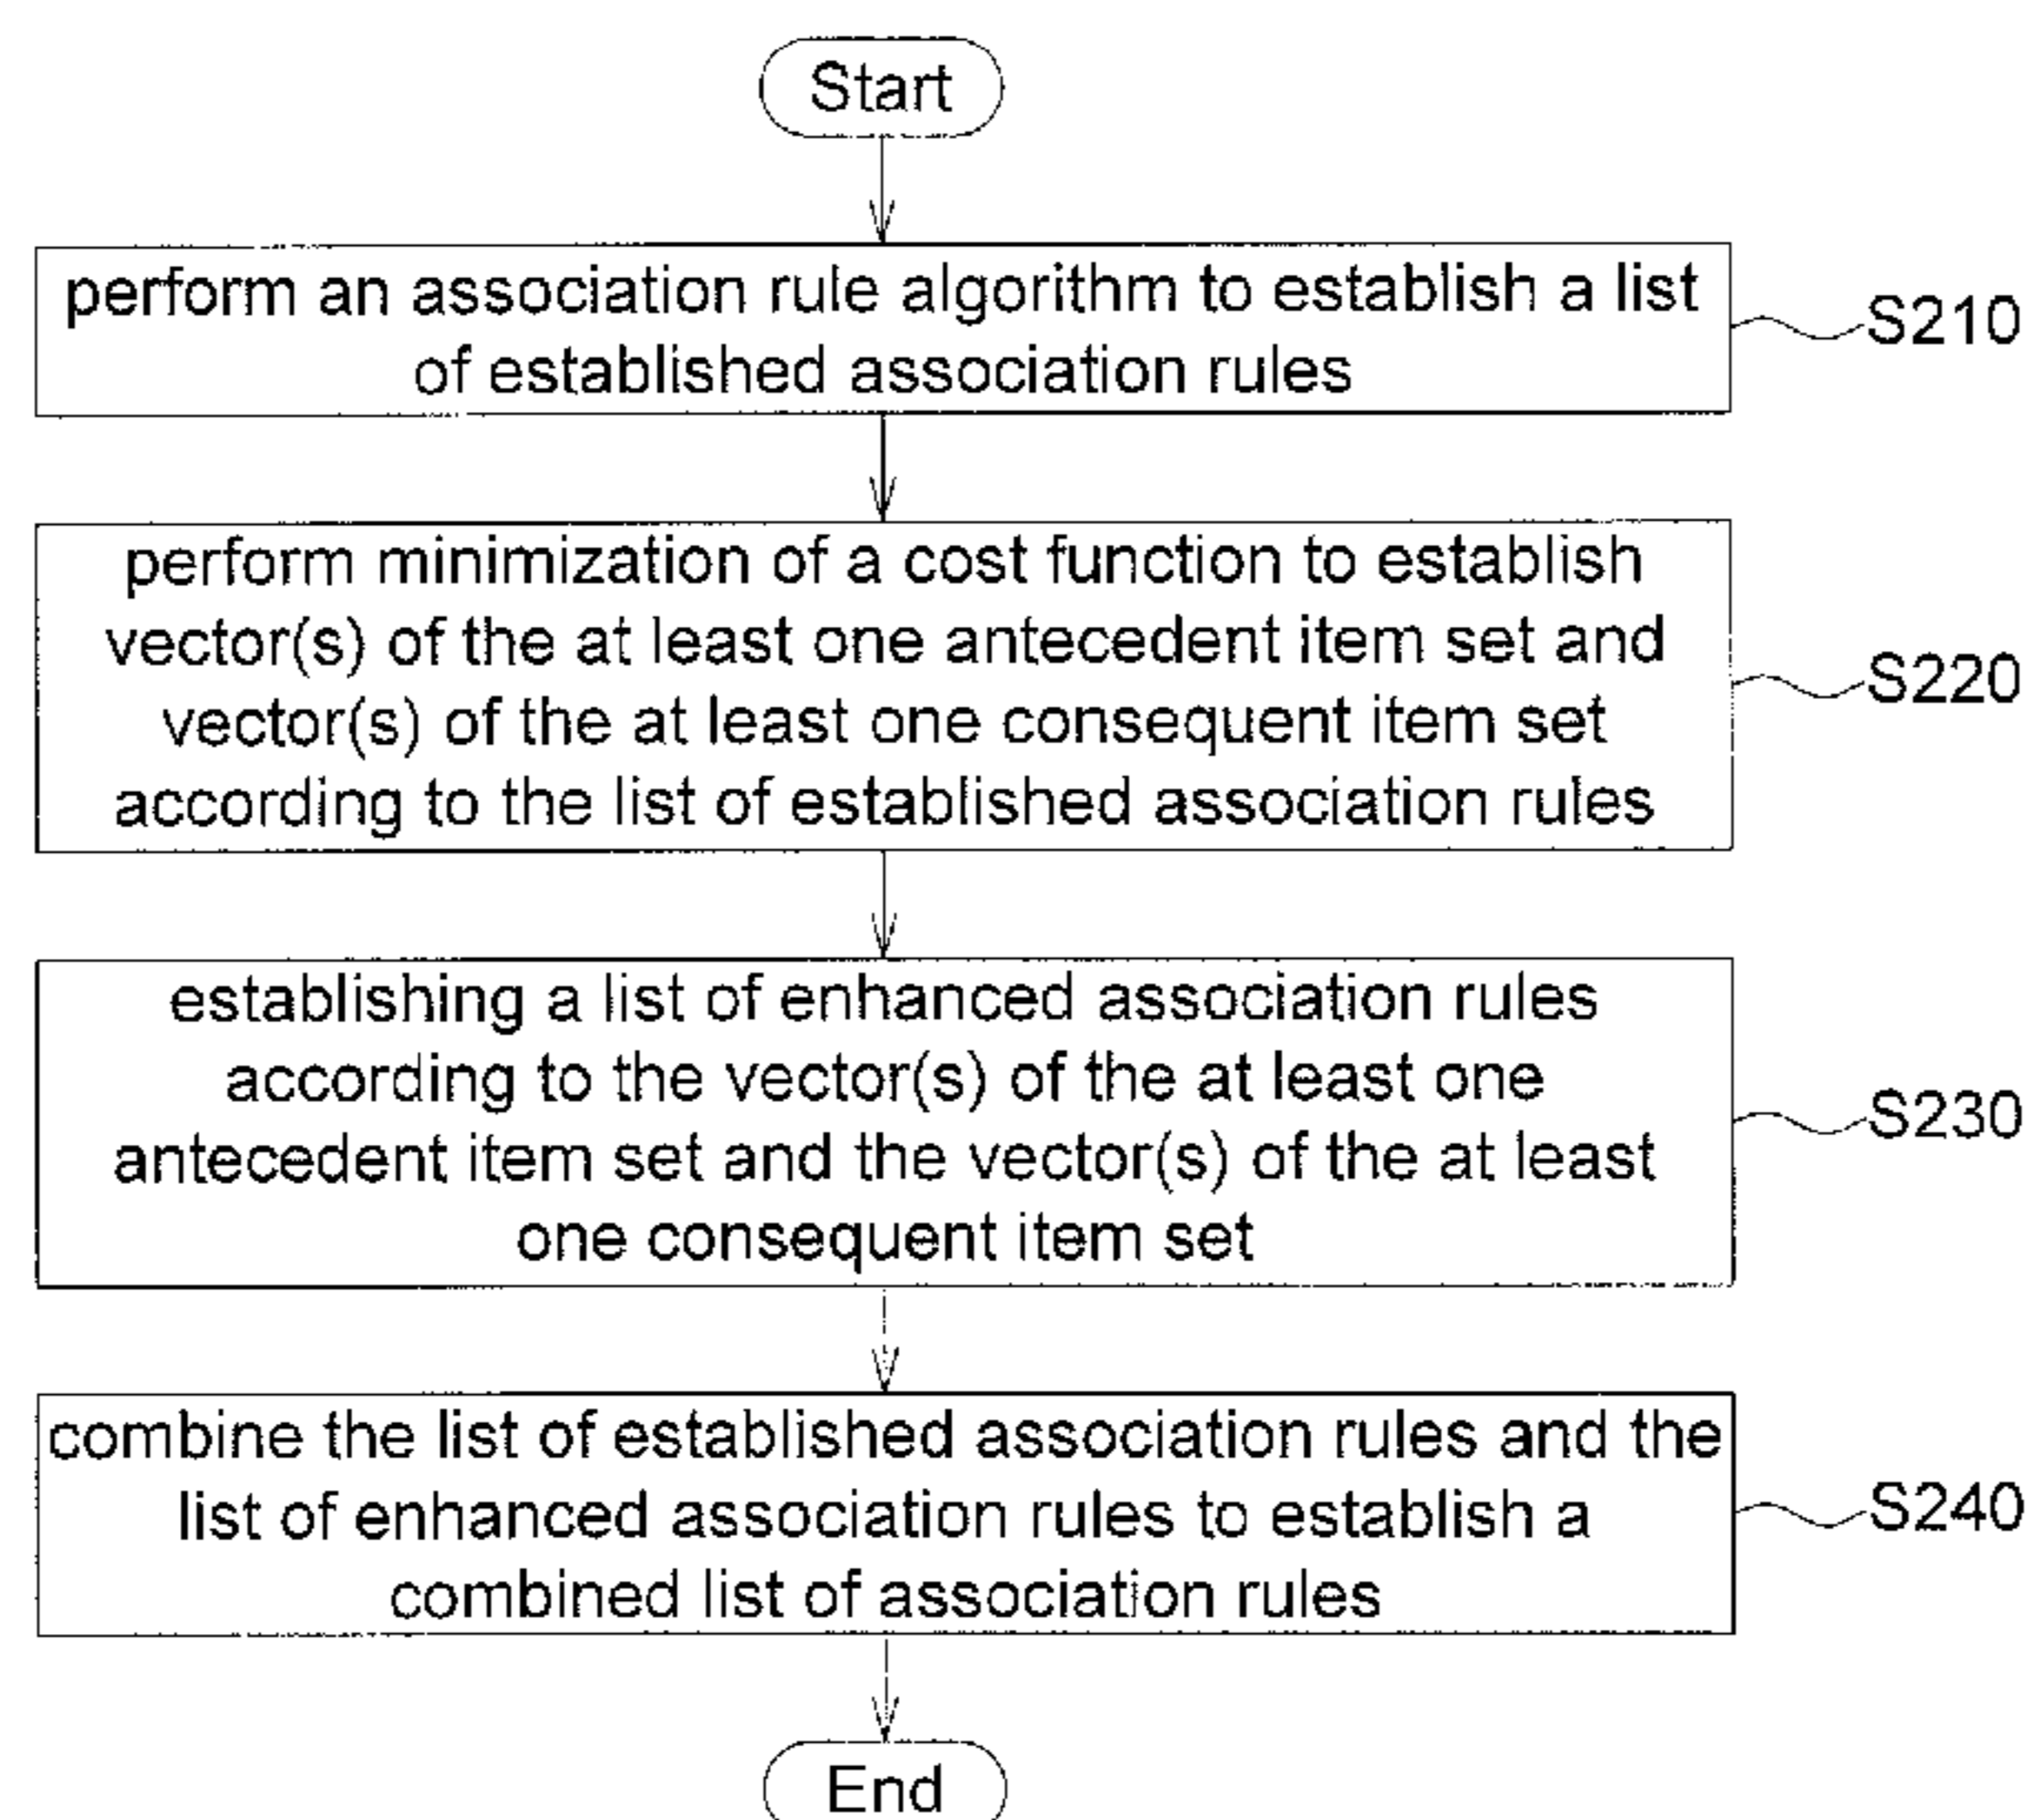 Start
perform an association rule algorithm to establish a list
of established association rules
S210
perform minimization of a cost function to establish
vector(s) of the at least one antecedent item set and
vector(s) of the at least one consequent item set
according to the list of established association rules
S220
establishing a list of enhanced association rules
according to the vector(s) of the at least one
antecedent item set and the vector(s) of the at least
one consequent item set
S230
combine the list of established association rules and the
list of enhanced association rules to establish a
combined list of association rules
S240
End